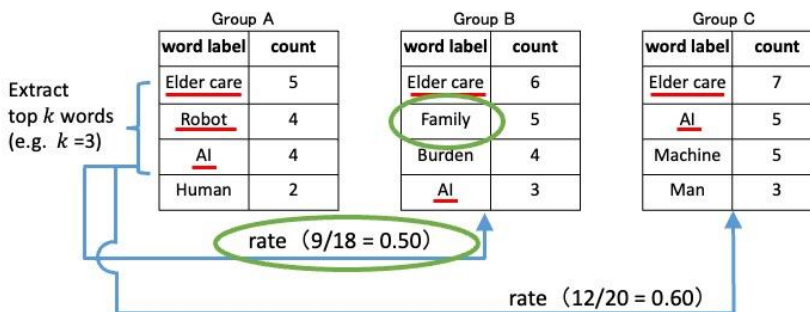 Group A
word label count
Elder care 5
Robot 4
AI 4
Human 2
Group B
word label count
Elder care 6
Family 5
Burden 4
AI 3
Group C
word label count
Elder care 7
AI 5
Machine 5
Man 3
Extract
top k words
(e.g. k =3)
rate (9/18 = 0.50)
rate (12/20 = 0.60)